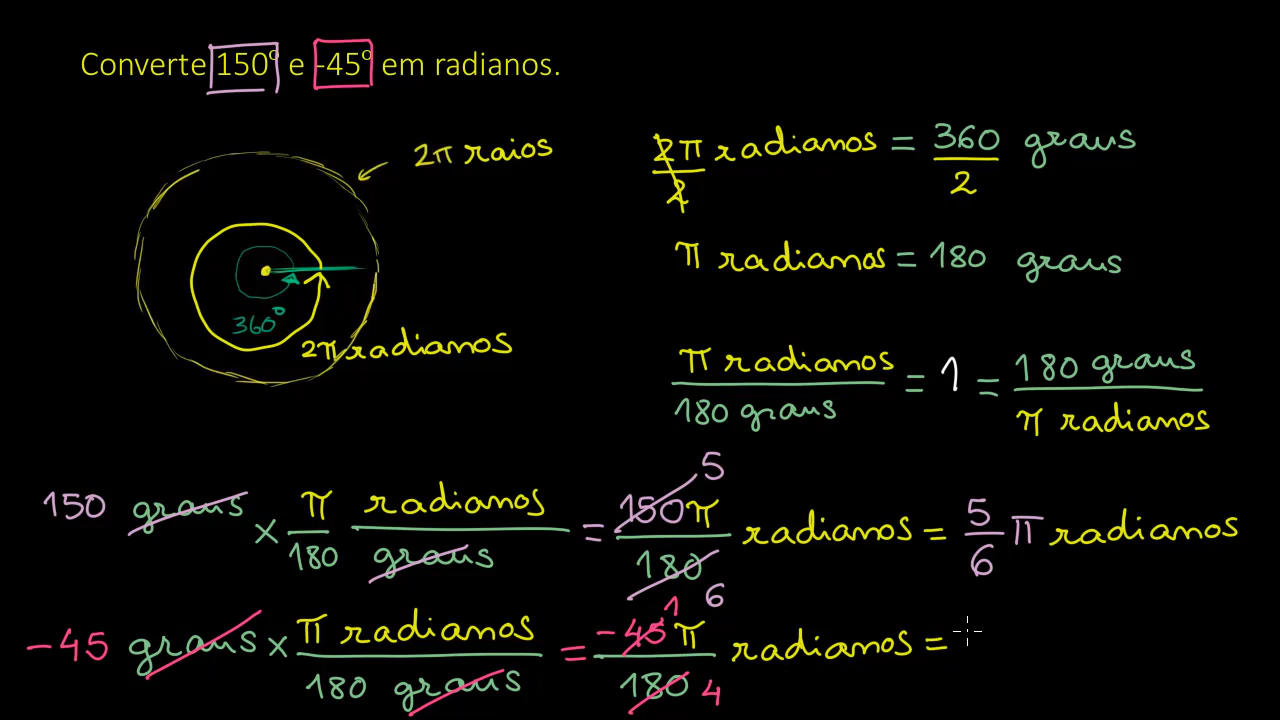 Converte 150° e -45° em radianos.
2π raios
360°
2π radianos
2π/2 radianos = 360/2 graus
π radianos = 180 graus
π radianos/180 graus = 1 = 180 graus/π radianos
150 graus × π/180 radianos/graus = 150π/180 5 6 radianos = 5/6 π radianos
-45 graus × π radianos/180 graus = -45π/180 1 4 radianos =